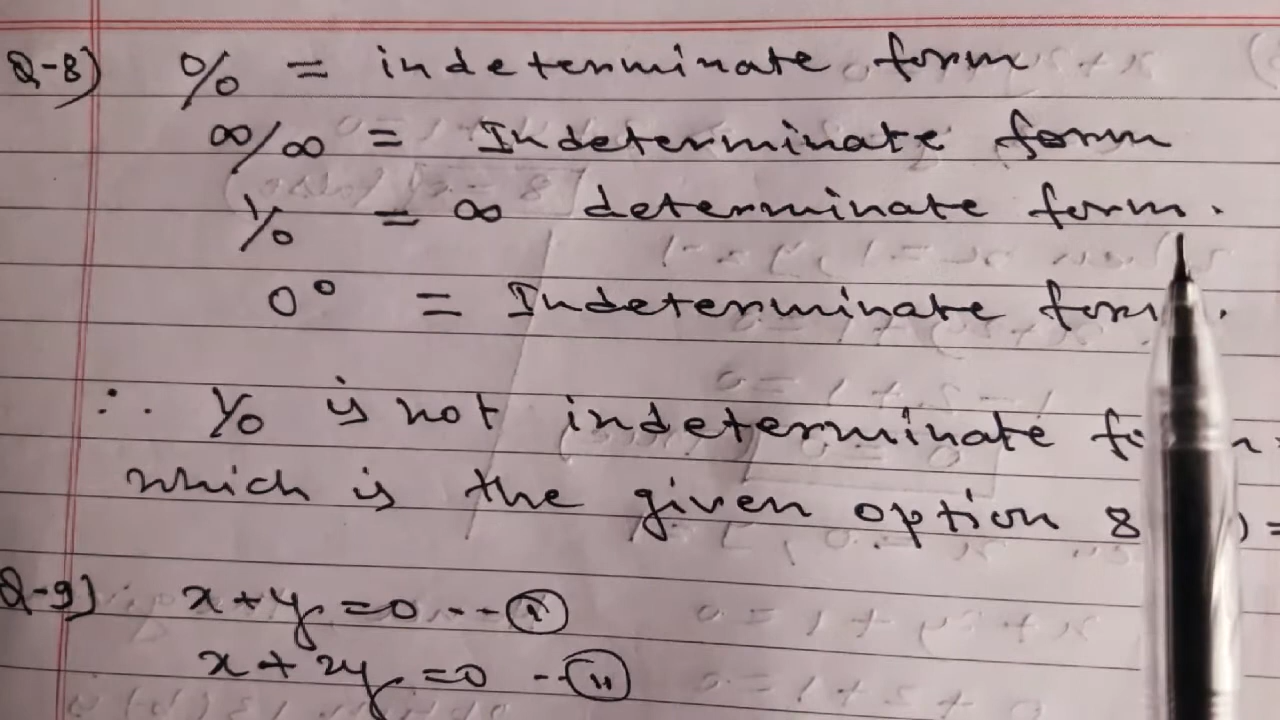 Q-8) 0/0 = indeterminate form
∞/∞ = Indeterminate form
1/0 = ∞ determinate form.
0⁰ = Indeterminate form.
∴ 1/0 is not indeterminate
which is the given option 8
Q-9) x+y=0 --- (i)
x+2y=0 --- (ii)